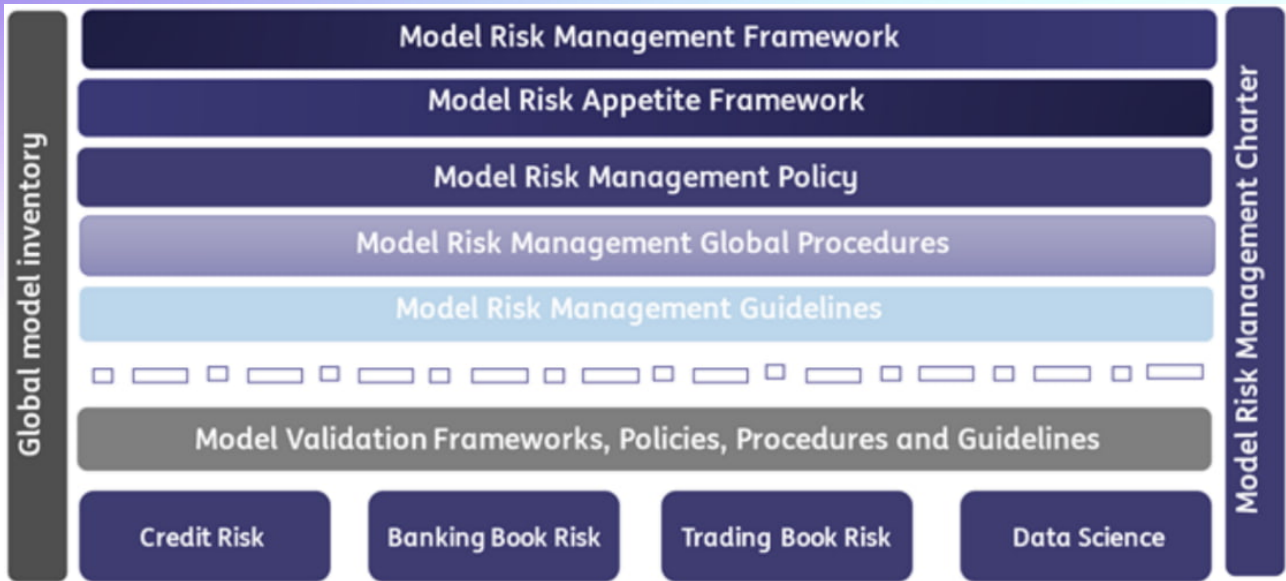 Global model inventory
Model Risk Management Framework
Model Risk Appetite Framework
Model Risk Management Policy
Model Risk Management Global Procedures
Model Risk Management Guidelines
Model Validation Frameworks, Policies, Procedures and Guidelines
Credit Risk
Banking Book Risk
Trading Book Risk
Data Science
Model Risk Management Charter